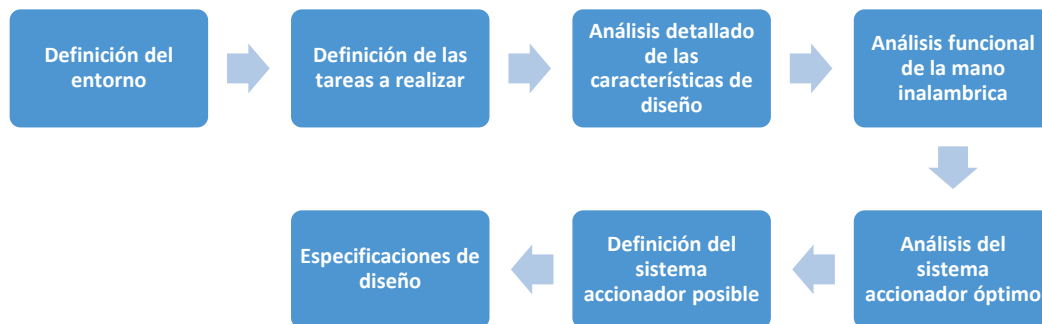 Definición del
entorno
Definición de las
tareas a realizar
Análisis detallado
de las
características de
diseño
Análisis funcional
de la mano
inalambrica
Análisis del
sistema
accionador óptimo
Definición del
sistema
accionador posible
Especificaciones de
diseño